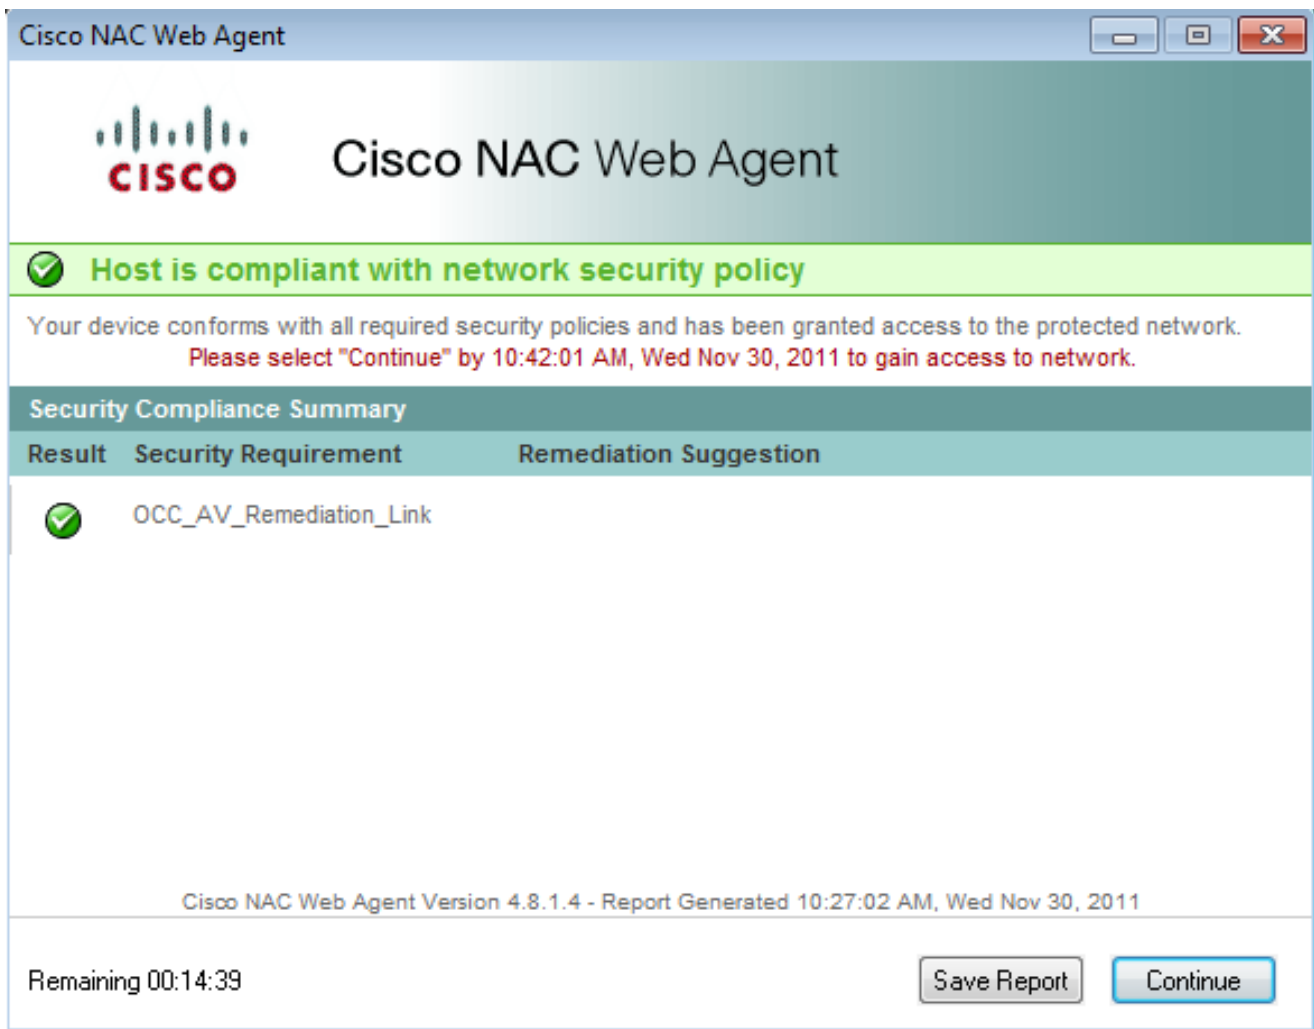 Cisco NAC Web Agent
CISCO
Cisco NAC Web Agent
Host is compliant with network security policy
Your device conforms with all required security policies and has been granted access to the protected network.
Please select "Continue" by 10:42:01 AM, Wed Nov 30, 2011 to gain access to network.
Security Compliance Summary
Result Security Requirement Remediation Suggestion
OCC_AV_Remediation_Link
Cisco NAC Web Agent Version 4.8.1.4 - Report Generated 10:27:02 AM, Wed Nov 30, 2011
Remaining 00:14:39 Save Report Continue